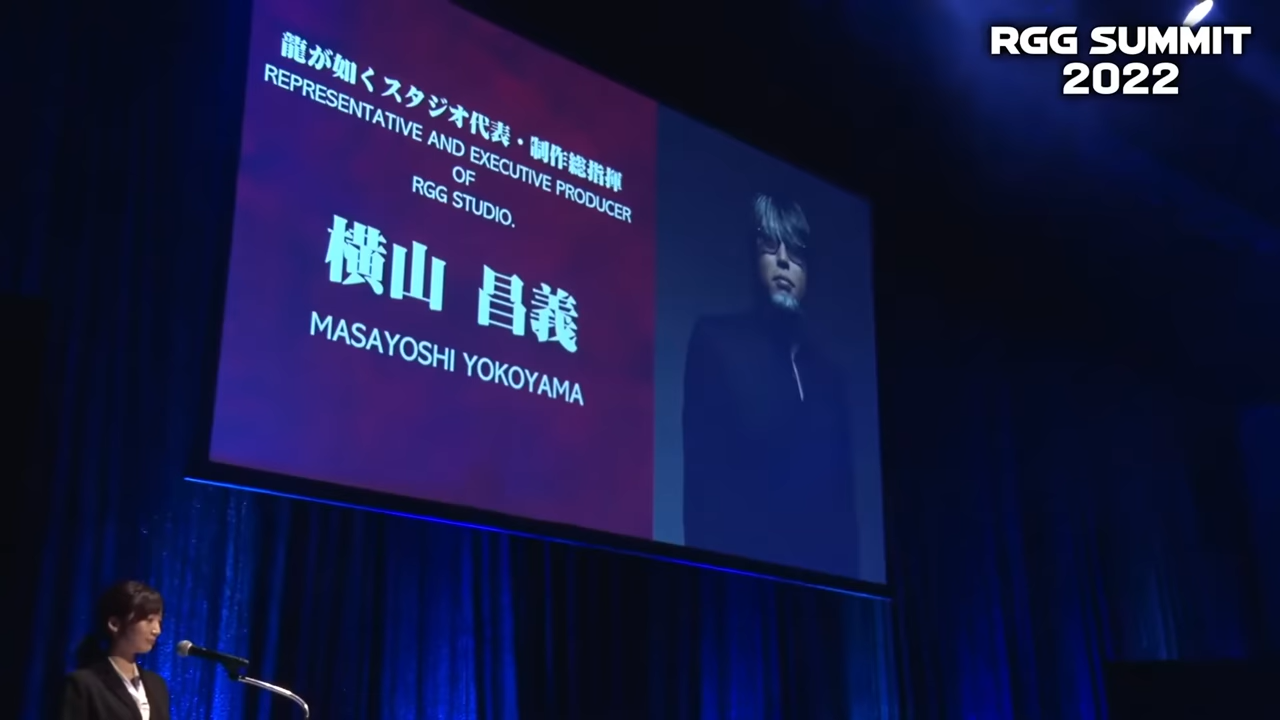 龍が如くスタジオ代表・制作総指揮
REPRESENTATIVE AND EXECUTIVE PRODUCER
OF
RGG STUDIO.
横山 昌義
MASAYOSHI YOKOYAMA
RGG SUMMIT
2022